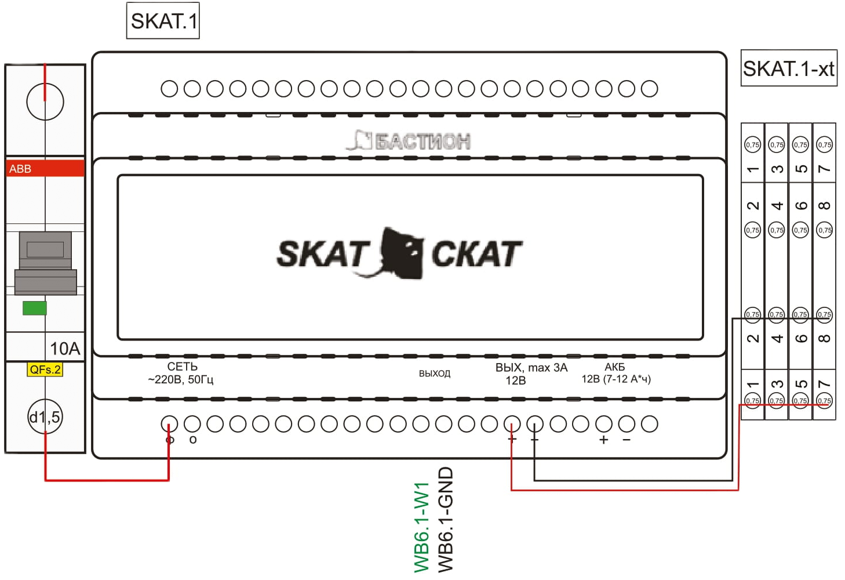 SKAT.1
SKAT.1-xt
ABB
10A
QFs.2
d1,5
БАСТИОН
SKAT СКАТ
СЕТЬ
~220В, 50Гц
ВЫХОД
ВЫХ, max 3А
12В
АКБ
12В (7-12 А*ч)
+ − + −
WB6.1-W1
WB6.1-GND
0,75 0,75 0,75 0,75
1 3 5 7
2 4 6 8
0,75 0,75 0,75 0,75
0,75 0,75 0,75 0,75
2 4 6 8
1 3 5 7
0,75 0,75 0,75 0,75